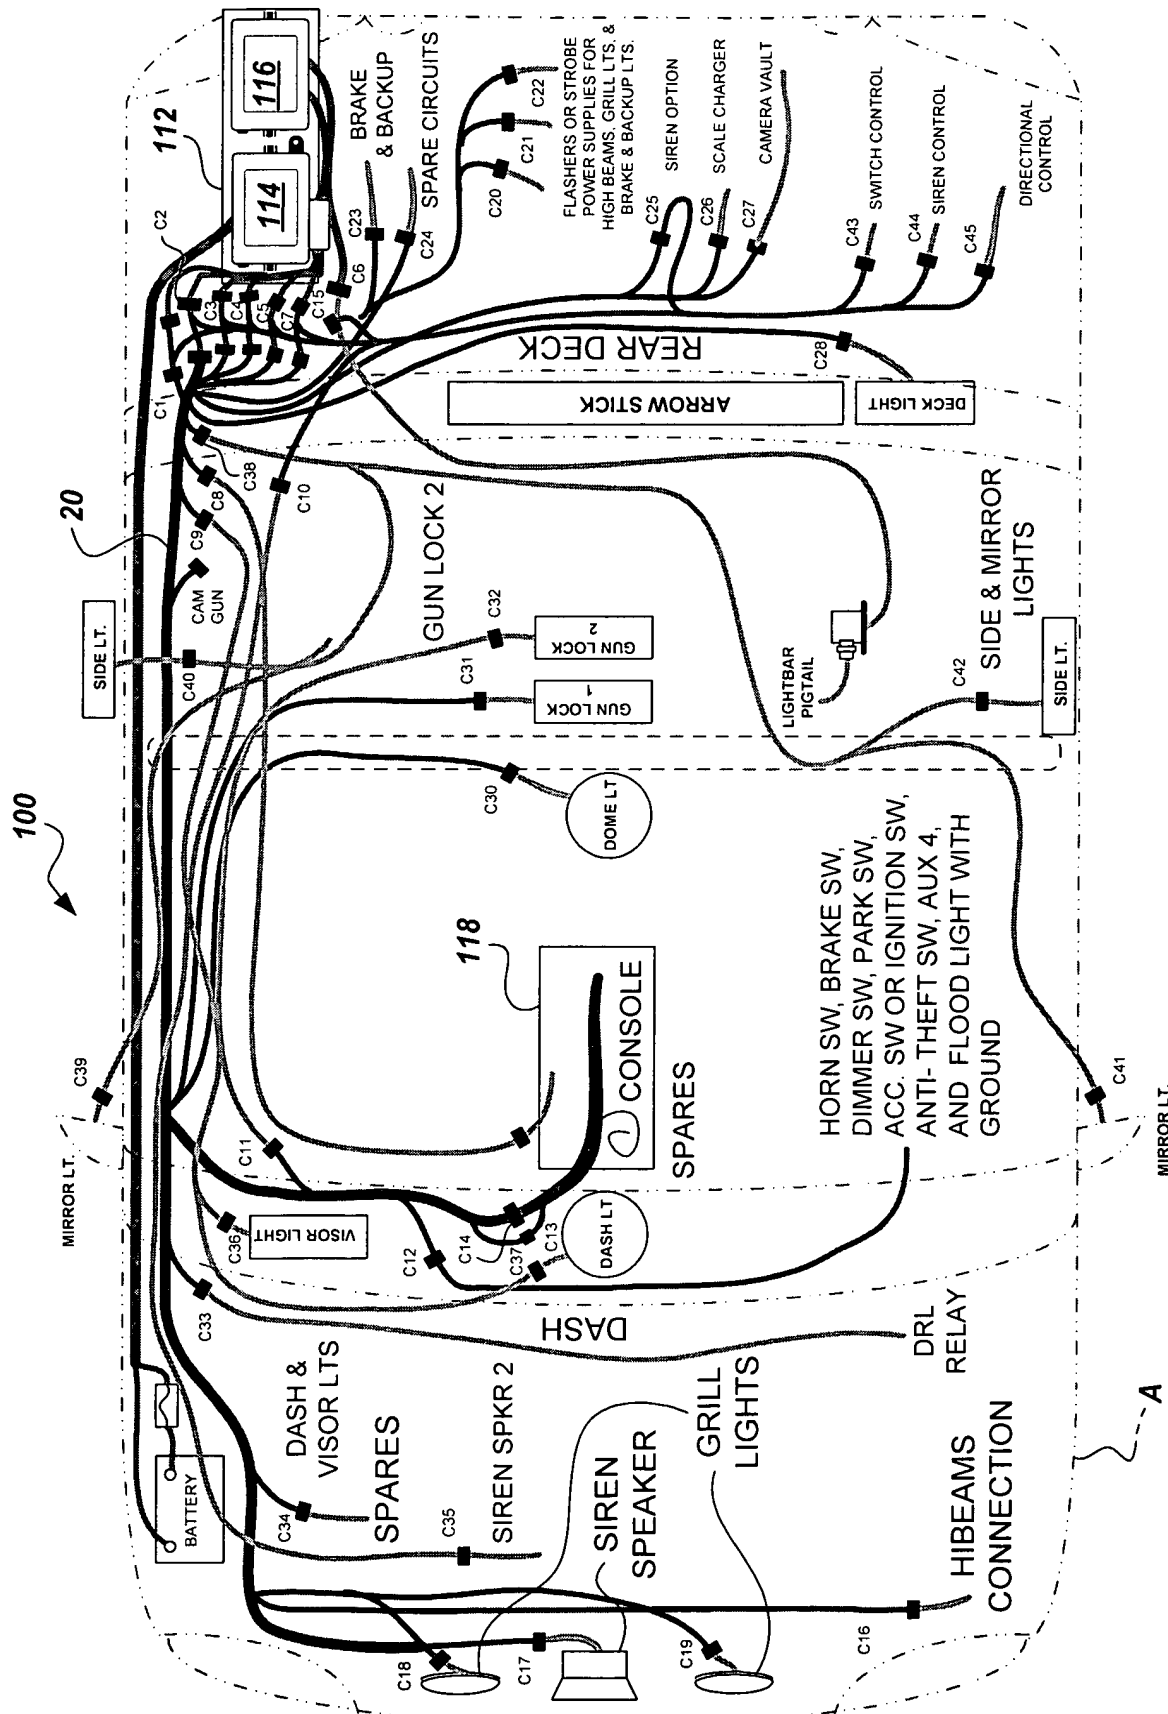 100
20
112
114
116
118
A
MIRROR LT.
C39
SIDE LT.
C40
CAM
GUN
C9
C8
C38
C10
C1
C2
C3
C4
C5
C7
C15
C6
C23
C24
BRAKE
& BACKUP
SPARE CIRCUITS
C20
C21
C22
FLASHERS OR STROBE
POWER SUPPLIES FOR
HIGH BEAMS, GRILL LTS, &
BRAKE & BACKUP LTS.
C25
SIREN OPTION
C26
SCALE CHARGER
C27
CAMERA VAULT
C43
SWITCH CONTROL
C44
SIREN CONTROL
C45
DIRECTIONAL
CONTROL
REAR DECK
C28
ARROW STICK
DECK LIGHT
GUN LOCK 2
C32
GUN LOCK
2
C31
GUN LOCK
1
LIGHTBAR
PIGTAIL
SIDE & MIRROR
LIGHTS
C42
SIDE LT.
C30
DOME LT
CONSOLE
SPARES
HORN SW, BRAKE SW,
DIMMER SW, PARK SW,
ACC. SW OR IGNITION SW,
ANTI- THEFT SW, AUX 4,
AND FLOOD LIGHT WITH
GROUND
C41
MIRROR LT.
C11
C36
VISOR LIGHT
C12
C14
C37
C13
DASH LT
C33
DASH
DRL
RELAY
BATTERY
DASH &
VISOR LTS
C34
SPARES
C35
SIREN SPKR 2
SIREN
SPEAKER
GRILL
LIGHTS
HIBEAMS
CONNECTION
C18
C17
C19
C16